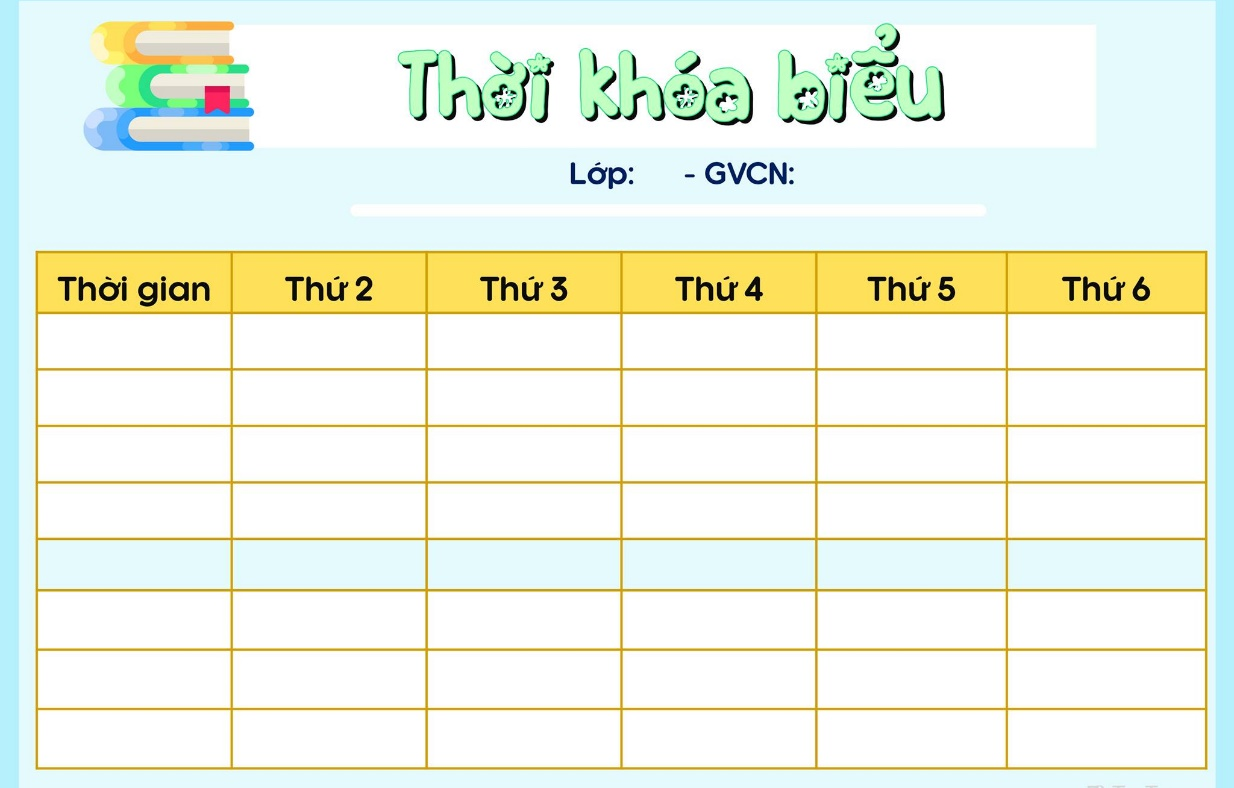 Thời khóa biểu
Lớp: - GVCN:
Thời gian Thứ 2 Thứ 3 Thứ 4 Thứ 5 Thứ 6